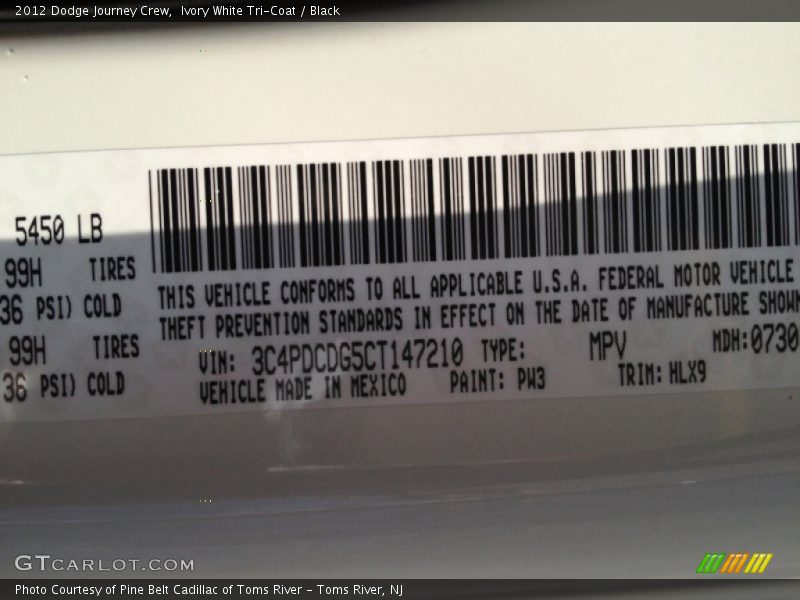 2012 Dodge Journey Crew, Ivory White Tri-Coat / Black
5450 LB
99H TIRES
36 PSI) COLD
99H TIRES
36 PSI) COLD
THIS VEHICLE CONFORMS TO ALL APPLICABLE U.S.A. FEDERAL MOTOR VEHICLE
THEFT PREVENTION STANDARDS IN EFFECT ON THE DATE OF MANUFACTURE SHOWN
VIN: 3C4PDCDG5CT147210 TYPE: MPV MDH:0730
VEHICLE MADE IN MEXICO PAINT: PW3 TRIM: HLX9
GTCARLOT.COM
Photo Courtesy of Pine Belt Cadillac of Toms River - Toms River, NJ